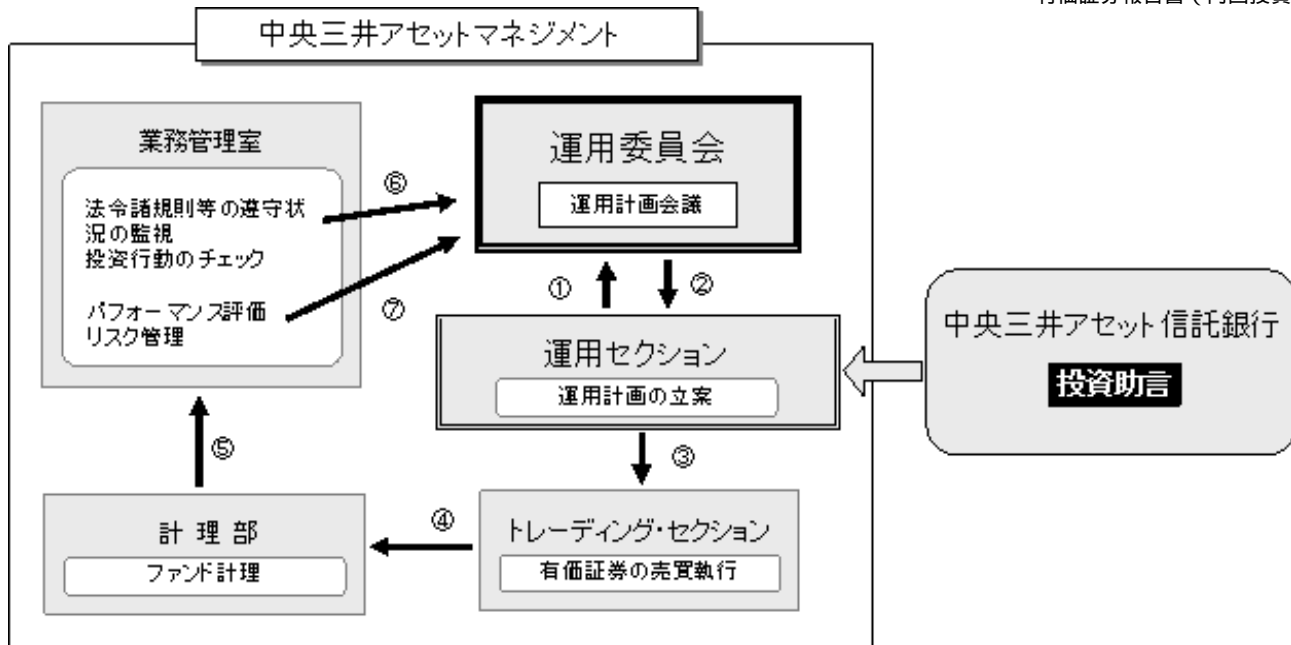 中央三井アセットマネジメント
業務管理室
法令諸規則等の遵守状
況の監視
投資行動のチェック
パフォーマンス評価
リスク管理
⑥
⑦
運用委員会
運用計画会議
①
②
運用セクション
運用計画の立案
中央三井アセット信託銀行
投資助言
⑤
③
計理部
ファンド計理
④
トレーディング・セクション
有価証券の売買執行